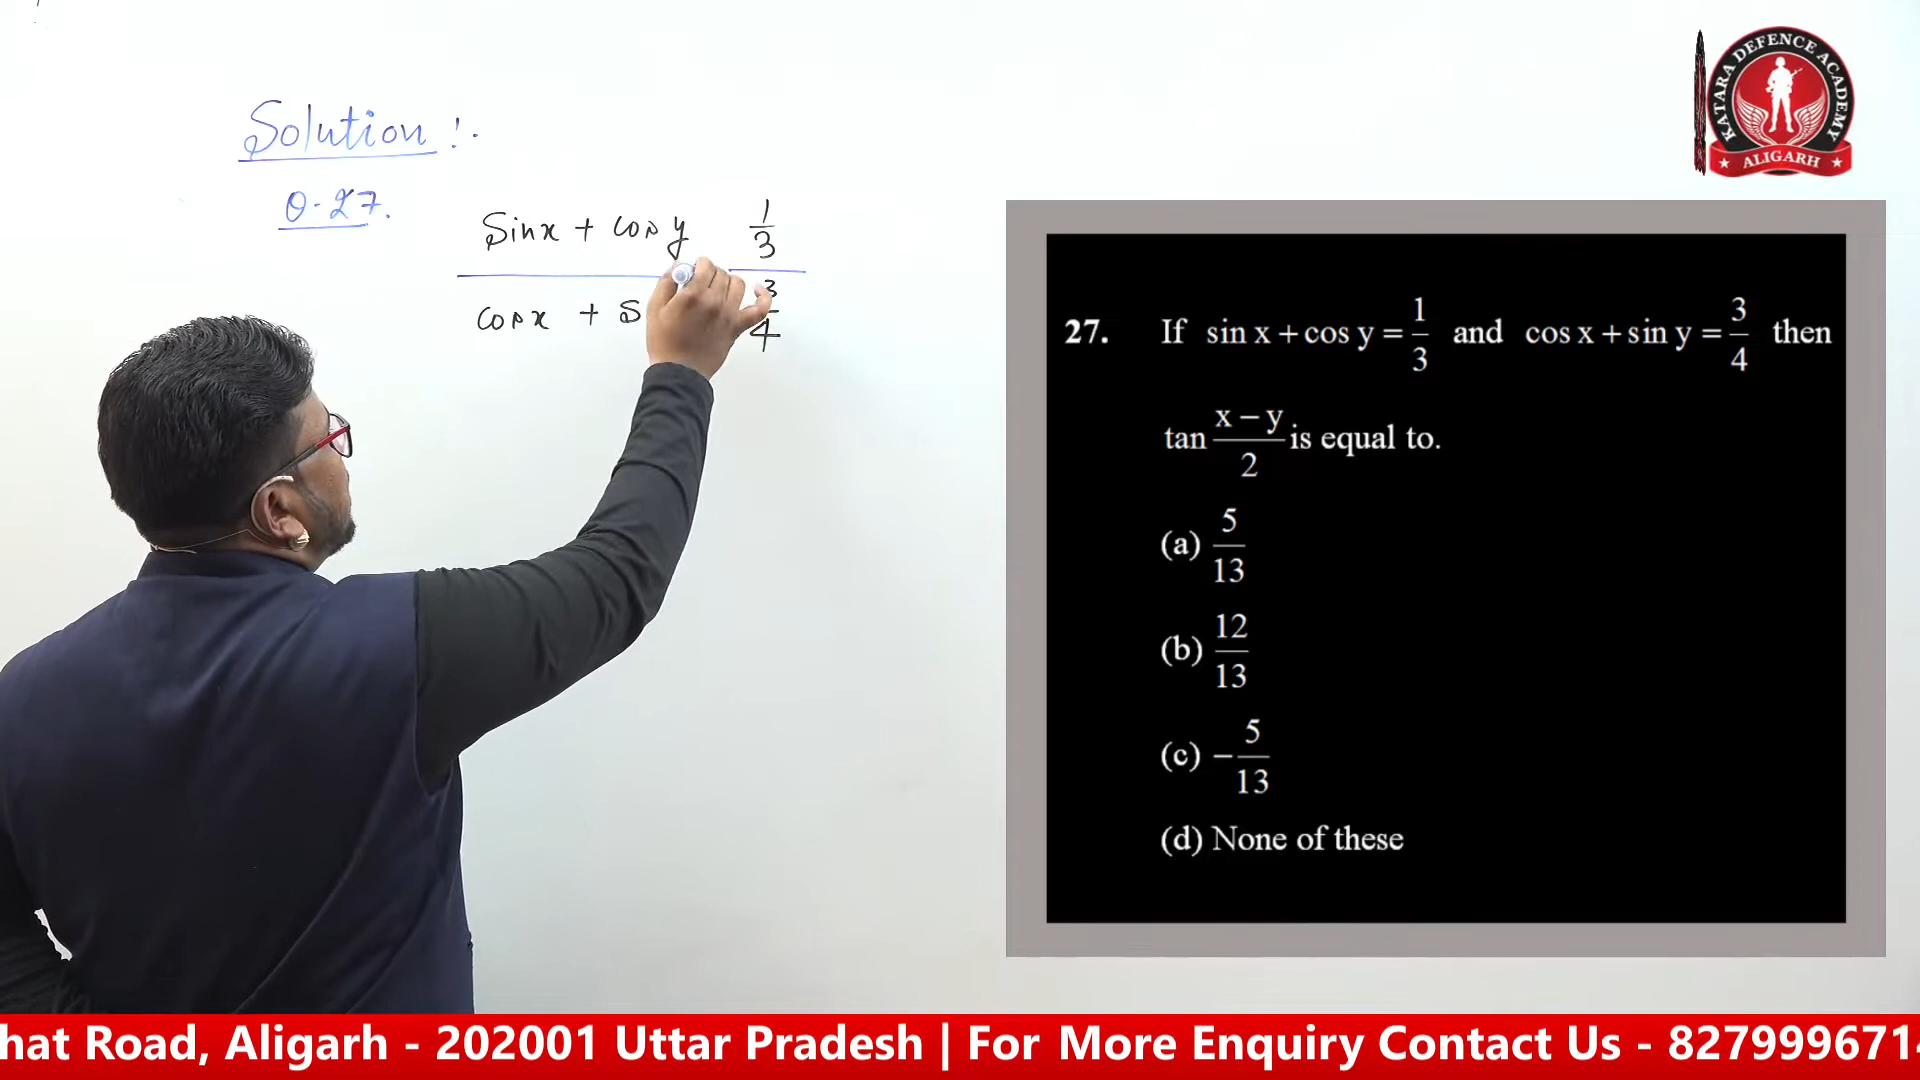 Solution :-
Q-27.
Sinx + cosy 1/3
cosx + S 3/4
KATARA DEFENCE ACADEMY
★ ALIGARH ★
27. If sin x + cos y = 1/3 and cos x + sin y = 3/4 then
tan (x − y)/2 is equal to.
(a) 5/13
(b) 12/13
(c) −5/13
(d) None of these
hat Road, Aligarh - 202001 Uttar Pradesh | For More Enquiry Contact Us - 827999671